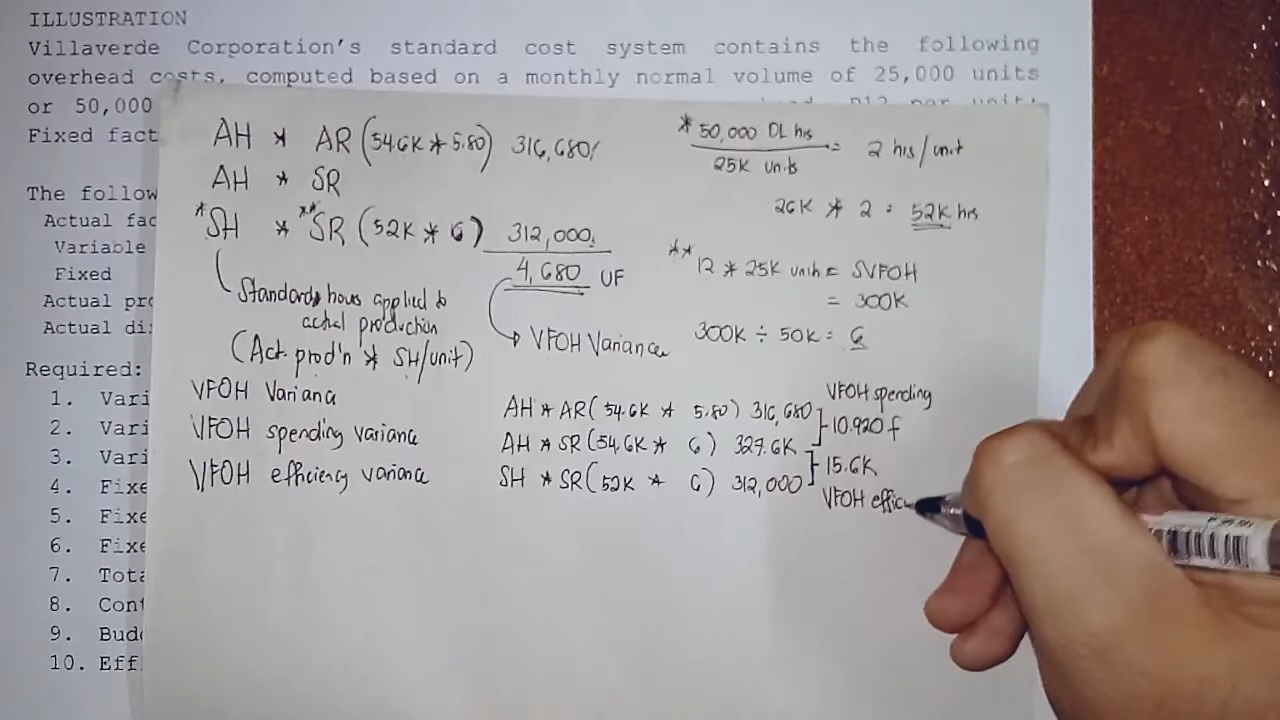 ILLUSTRATION
Villaverde Corporation's standard cost system contains the following
overhead costs, computed based on a monthly normal volume of 25,000 units
or 50,000
Fixed fact
The follow
Actual fac
Variable
Fixed
Actual pro
Actual di
Required:
1. Vari
2. Vari
3. Vari
4. Fixe
5. Fixe
6. Fixe
7. Tota
8. Cont
9. Bud
10. Eff
AH * AR (54.6K * 5.80) 316,680/
AH * SR
*SH * **SR (52K * 6) 312,000
4,680 UF
Standard hours applied to
actual production
(Act. prod'n * SH/unit)
VFOH Variance
* 50,000 DL hrs
25K units
= 2 hrs/unit
26K * 2 = 52K hrs
** 12 * 25K units = SVFOH
= 300K
300K ÷ 50K = 6
VFOH Variance
VFOH spending variance
VFOH efficiency variance
AH * AR (54.6K * 5.80) 316,680
AH * SR (54.6K * 6) 327.6K
SH * SR (52K * 6) 312,000
VFOH spending
10.920 f
15.6K
VFOH effic